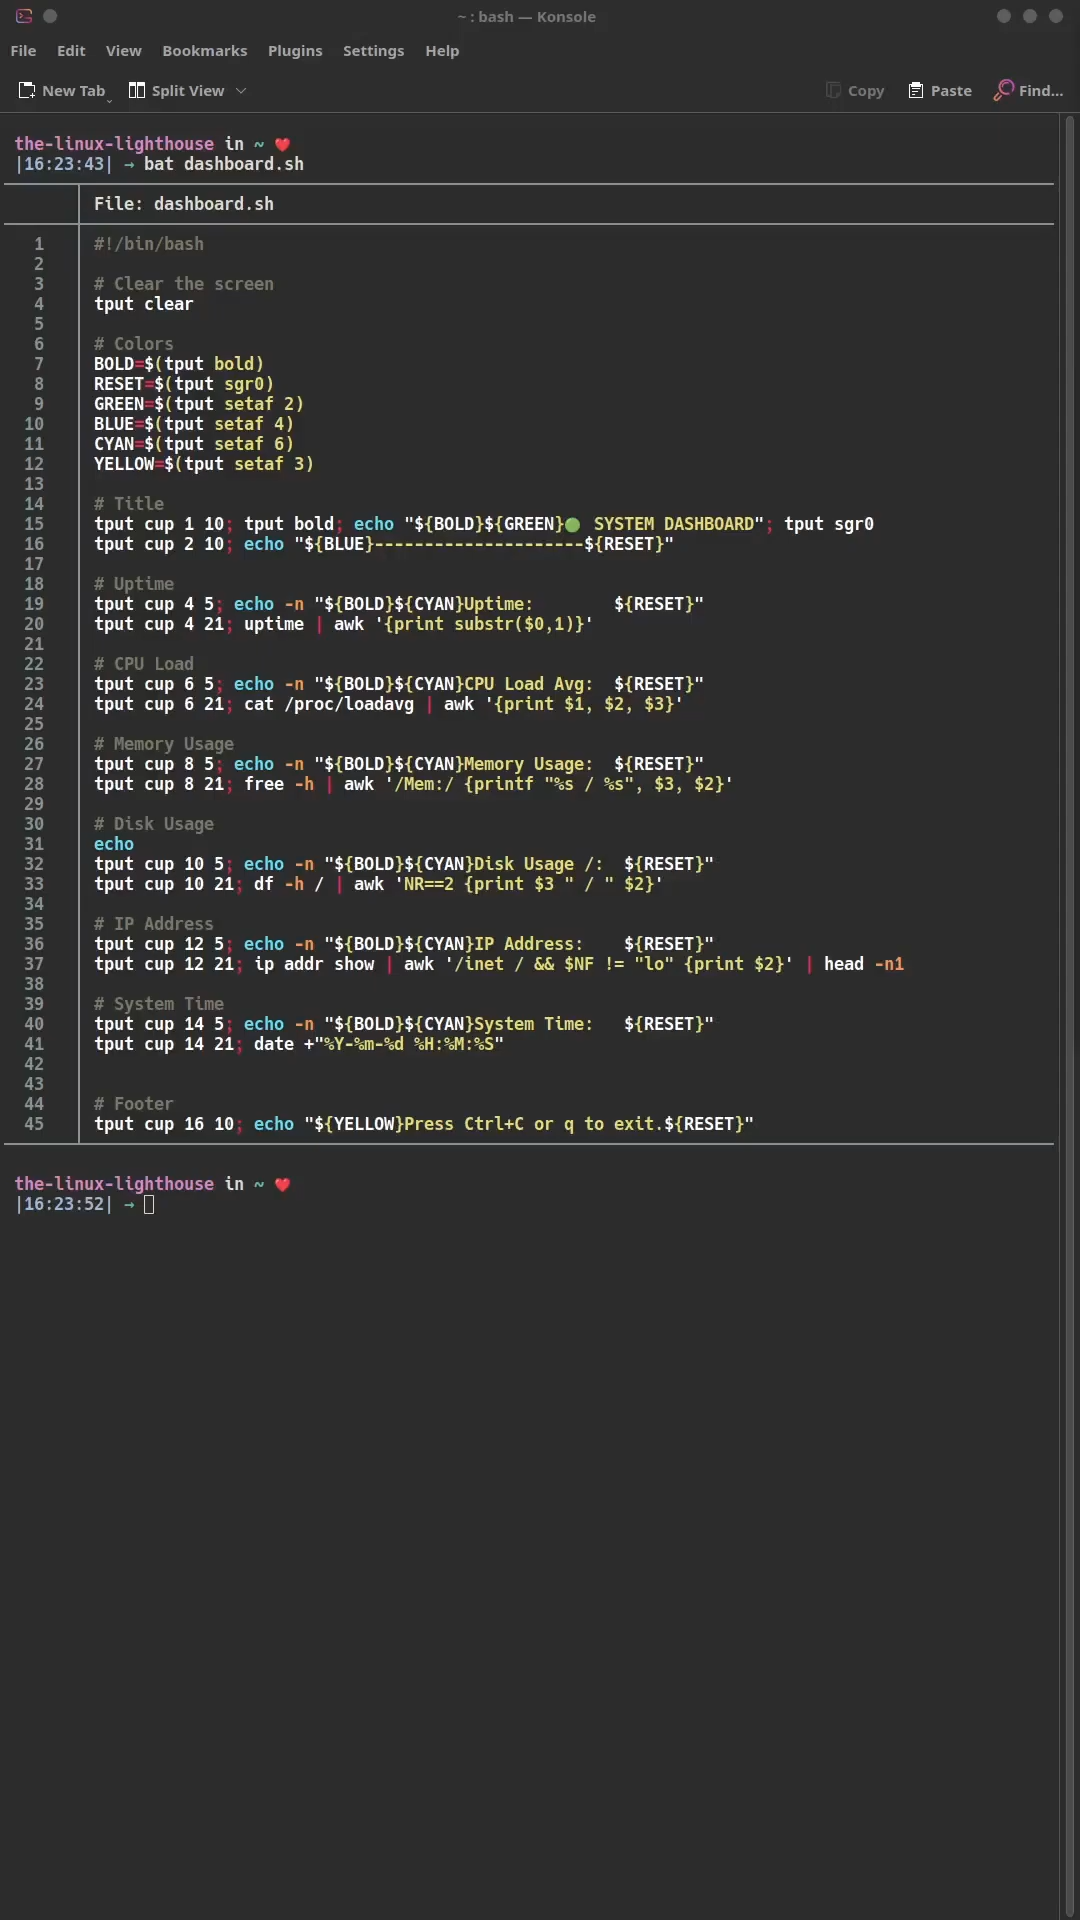 ~ : bash — Konsole
File Edit View Bookmarks Plugins Settings Help
New Tab Split View Copy Paste Find...
the-linux-lighthouse in ~ ❤️
|16:23:43| → bat dashboard.sh
File: dashboard.sh
1 #!/bin/bash
2
3 # Clear the screen
4 tput clear
5
6 # Colors
7 BOLD=$(tput bold)
8 RESET=$(tput sgr0)
9 GREEN=$(tput setaf 2)
10 BLUE=$(tput setaf 4)
11 CYAN=$(tput setaf 6)
12 YELLOW=$(tput setaf 3)
13
14 # Title
15 tput cup 1 10; tput bold; echo "${BOLD}${GREEN}🟢 SYSTEM DASHBOARD"; tput sgr0
16 tput cup 2 10; echo "${BLUE}---------------------${RESET}"
17
18 # Uptime
19 tput cup 4 5; echo -n "${BOLD}${CYAN}Uptime:        ${RESET}"
20 tput cup 4 21; uptime | awk '{print substr($0,1)}'
21
22 # CPU Load
23 tput cup 6 5; echo -n "${BOLD}${CYAN}CPU Load Avg:  ${RESET}"
24 tput cup 6 21; cat /proc/loadavg | awk '{print $1, $2, $3}'
25
26 # Memory Usage
27 tput cup 8 5; echo -n "${BOLD}${CYAN}Memory Usage:  ${RESET}"
28 tput cup 8 21; free -h | awk '/Mem:/ {printf "%s / %s", $3, $2}'
29
30 # Disk Usage
31 echo
32 tput cup 10 5; echo -n "${BOLD}${CYAN}Disk Usage /:  ${RESET}"
33 tput cup 10 21; df -h / | awk 'NR==2 {print $3 " / " $2}'
34
35 # IP Address
36 tput cup 12 5; echo -n "${BOLD}${CYAN}IP Address:    ${RESET}"
37 tput cup 12 21; ip addr show | awk '/inet / && $NF != "lo" {print $2}' | head -n1
38
39 # System Time
40 tput cup 14 5; echo -n "${BOLD}${CYAN}System Time:   ${RESET}"
41 tput cup 14 21; date +"%Y-%m-%d %H:%M:%S"
42
43
44 # Footer
45 tput cup 16 10; echo "${YELLOW}Press Ctrl+C or q to exit.${RESET}"
the-linux-lighthouse in ~ ❤️
|16:23:52| →